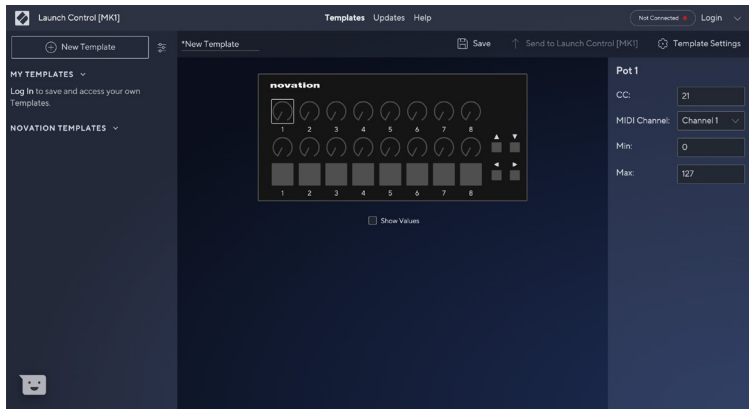 Launch Control [MK1]
Templates Updates Help
Not Connected
Login
New Template
*New Template
Save
Send to Launch Control [MK1]
Template Settings
MY TEMPLATES
Log In to save and access your own
Templates.
NOVATION TEMPLATES
novation
1 2 3 4 5 6 7 8
1 2 3 4 5 6 7 8
Show Values
Pot 1
CC: 21
MIDI Channel: Channel 1
Min: 0
Max: 127